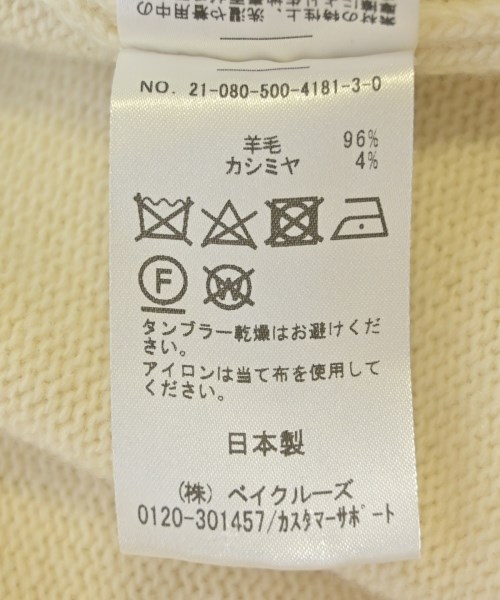 NO. 21-080-500-4181-3-0
羊毛 96%
カシミヤ 4%
F
W
タンブラー乾燥はお避けくだ
さい。
アイロンは当て布を使用して
ください。
日本製
(株) ベイクルーズ
0120-301457/カスタマーサポート